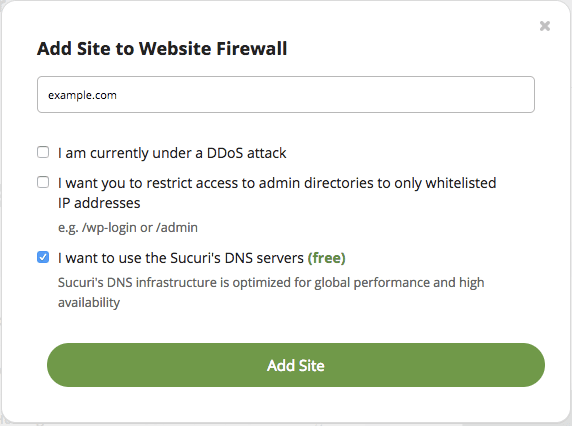 Add Site to Website Firewall
example.com
I am currently under a DDoS attack
I want you to restrict access to admin directories to only whitelisted
IP addresses
e.g. /wp-login or /admin
I want to use the Sucuri's DNS servers (free)
Sucuri's DNS infrastructure is optimized for global performance and high
availability
Add Site